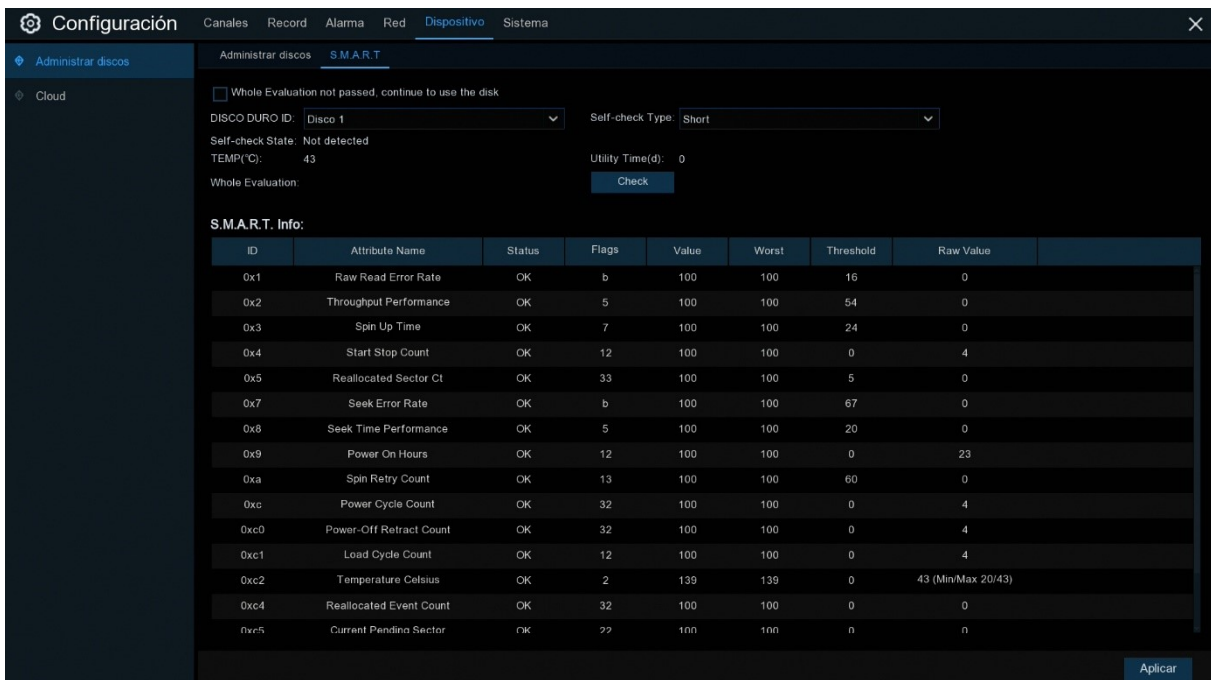 Configuración Canales Record Alarma Red Dispositivo Sistema
Administrar discos
Cloud
Administrar discos S.M.A.R.T
Whole Evaluation not passed, continue to use the disk
DISCO DURO ID: Disco 1 Self-check Type: Short
Self-check State: Not detected
TEMP(°C): 43 Utility Time(d): 0
Whole Evaluation: Check
S.M.A.R.T. Info:
ID Attribute Name Status Flags Value Worst Threshold Raw Value
0x1 Raw Read Error Rate OK b 100 100 16 0
0x2 Throughput Performance OK 5 100 100 54 0
0x3 Spin Up Time OK 7 100 100 24 0
0x4 Start Stop Count OK 12 100 100 0 4
0x5 Reallocated Sector Ct OK 33 100 100 5 0
0x7 Seek Error Rate OK b 100 100 67 0
0x8 Seek Time Performance OK 5 100 100 20 0
0x9 Power On Hours OK 12 100 100 0 23
0xa Spin Retry Count OK 13 100 100 60 0
0xc Power Cycle Count OK 32 100 100 0 4
0xc0 Power-Off Retract Count OK 32 100 100 0 4
0xc1 Load Cycle Count OK 12 100 100 0 4
0xc2 Temperature Celsius OK 2 139 139 0 43 (Min/Max 20/43)
0xc4 Reallocated Event Count OK 32 100 100 0 0
0xc5 Current Pending Sector OK 22 100 100 0 0
Aplicar